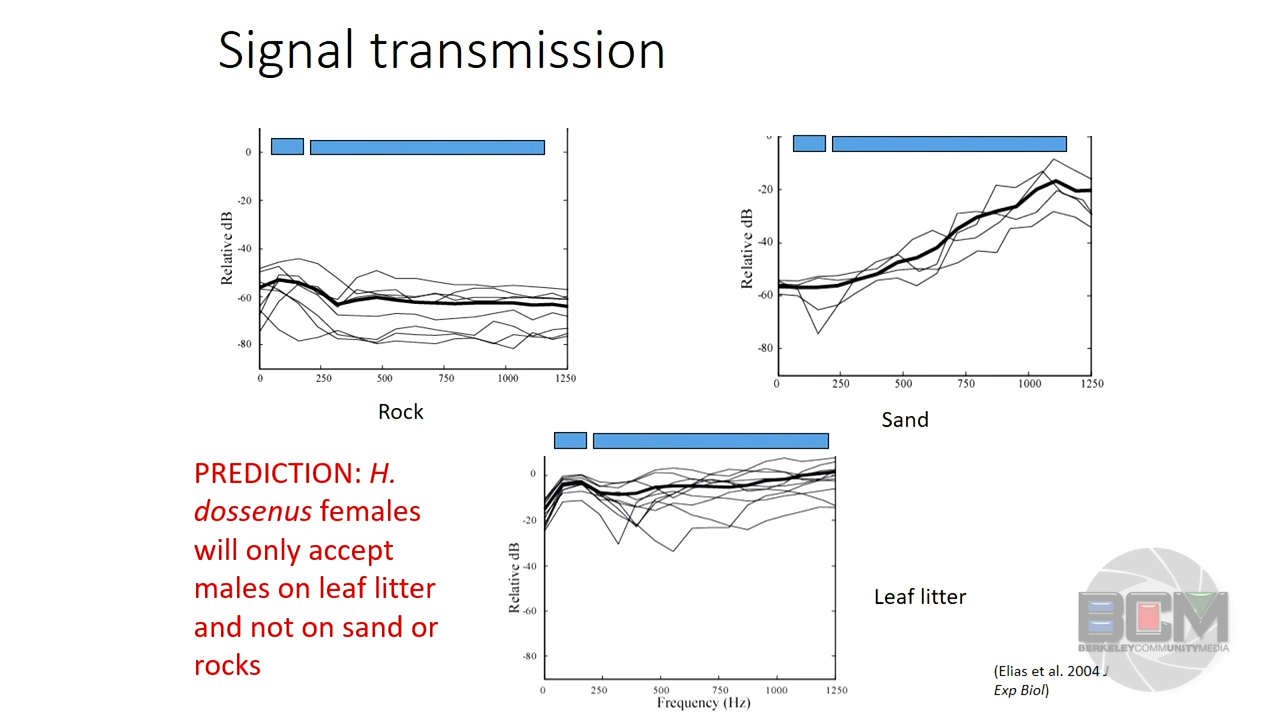 Signal transmission
0
-20
-40
-60
-80
Relative dB
0 250 500 750 1000 1250
Rock
0
-20
-40
-60
-80
Relative dB
0 250 500 750 1000 1250
Sand
PREDICTION: H.
dossenus females
will only accept
males on leaf litter
and not on sand or
rocks
0
-20
-40
-60
-80
Relative dB
0 250 500 750 1000 1250
Frequency (Hz)
Leaf litter
(Elias et al. 2004 J
Exp Biol)
BCM
BERKELEYCOMMUNITYMEDIA